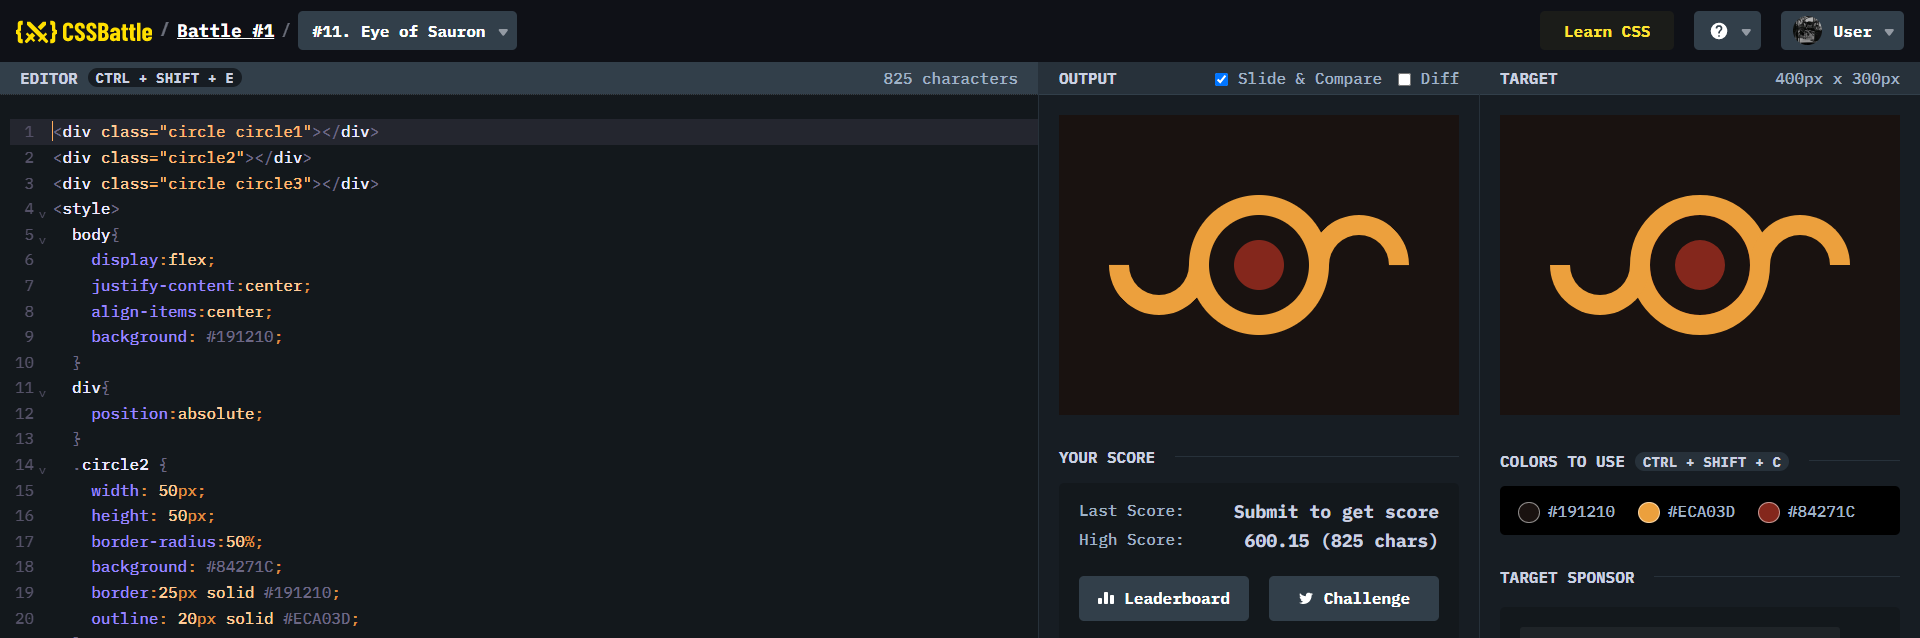 CSSBattle / Battle #1 / #11. Eye of Sauron
Learn CSS
?
User
EDITOR CTRL + SHIFT + E
825 characters
1 <div class="circle circle1"></div>
2 <div class="circle2"></div>
3 <div class="circle circle3"></div>
4 <style>
5 body{
6 display:flex;
7 justify-content:center;
8 align-items:center;
9 background: #191210;
10 }
11 div{
12 position:absolute;
13 }
14 .circle2 {
15 width: 50px;
16 height: 50px;
17 border-radius:50%;
18 background: #84271C;
19 border:25px solid #191210;
20 outline: 20px solid #ECA03D;
OUTPUT
Slide & Compare
Diff
YOUR SCORE
Last Score: Submit to get score
High Score: 600.15 (825 chars)
Leaderboard
Challenge
TARGET
400px x 300px
COLORS TO USE CTRL + SHIFT + C
#191210 #ECA03D #84271C
TARGET SPONSOR